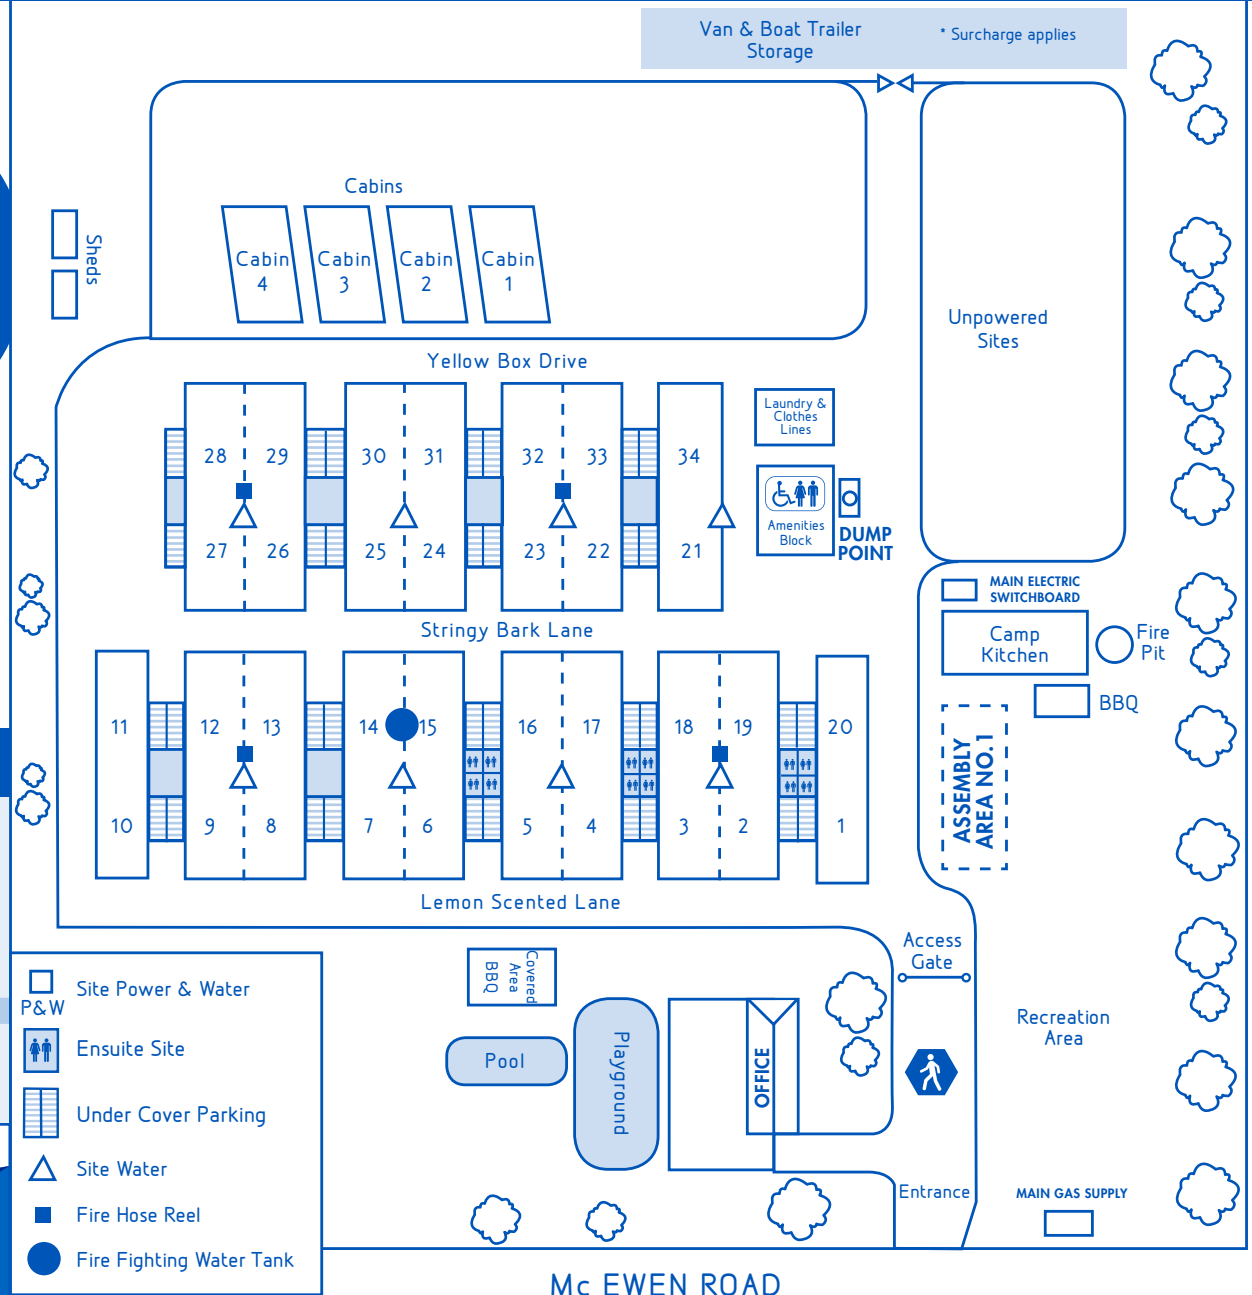 Van & Boat Trailer
Storage
* Surcharge applies
Cabins
Cabin
4
Cabin
3
Cabin
2
Cabin
1
Sheds
Unpowered
Sites
Yellow Box Drive
Laundry &
Clothes
Lines
28 29 30 31 32 33 34
Amenities
Block
DUMP
POINT
27 26 25 24 23 22 21
MAIN ELECTRIC
SWITCHBOARD
Stringy Bark Lane
Camp
Kitchen
Fire
Pit
BBQ
11 12 13 14 15 16 17 18 19 20
ASSEMBLY
AREA NO. 1
10 9 8 7 6 5 4 3 2 1
Lemon Scented Lane
Access
Gate
Covered
Area
BBQ
Recreation
Area
Pool
Playground
OFFICE
Entrance
MAIN GAS SUPPLY
P&W
Site Power & Water
Ensuite Site
Under Cover Parking
Site Water
Fire Hose Reel
Fire Fighting Water Tank
Mc EWEN ROAD